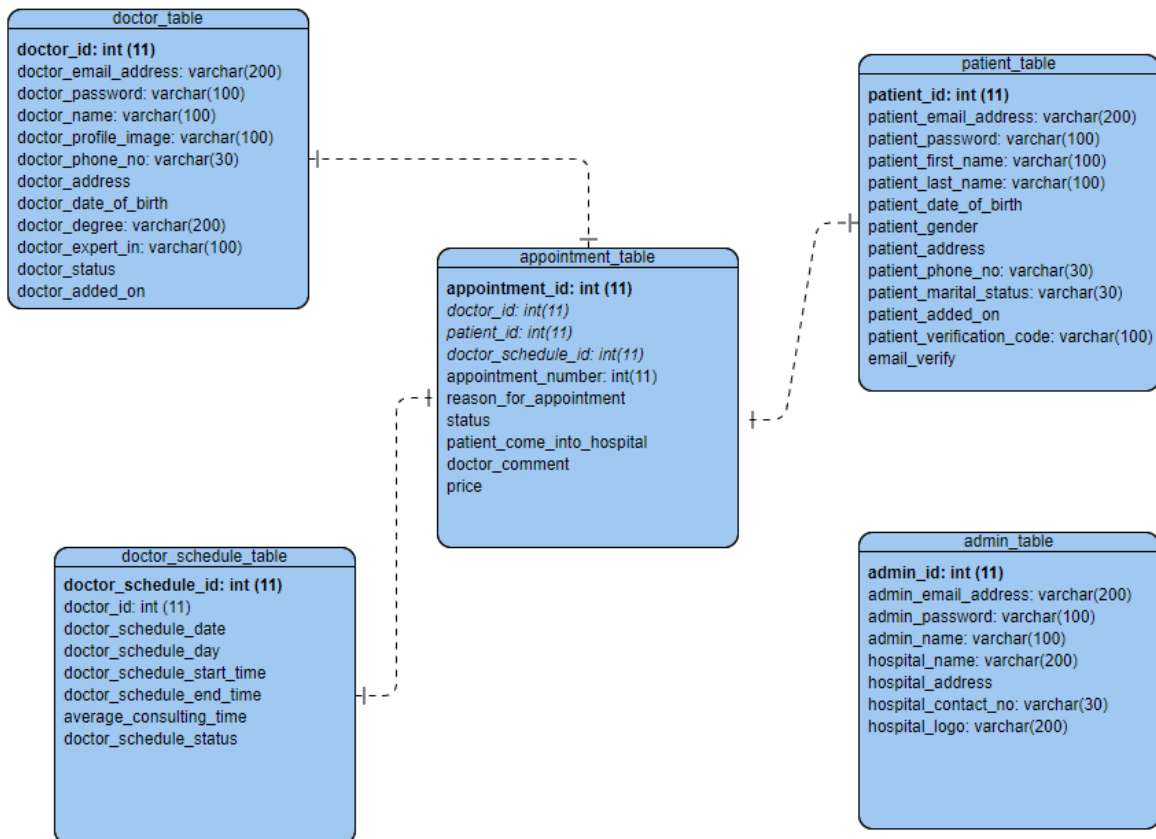 doctor_table
doctor_id: int (11)
doctor_email_address: varchar(200)
doctor_password: varchar(100)
doctor_name: varchar(100)
doctor_profile_image: varchar(100)
doctor_phone_no: varchar(30)
doctor_address
doctor_date_of_birth
doctor_degree: varchar(200)
doctor_expert_in: varchar(100)
doctor_status
doctor_added_on
patient_table
patient_id: int (11)
patient_email_address: varchar(200)
patient_password: varchar(100)
patient_first_name: varchar(100)
patient_last_name: varchar(100)
patient_date_of_birth
patient_gender
patient_address
patient_phone_no: varchar(30)
patient_marital_status: varchar(30)
patient_added_on
patient_verification_code: varchar(100)
email_verify
appointment_table
appointment_id: int (11)
doctor_id: int(11)
patient_id: int(11)
doctor_schedule_id: int(11)
appointment_number: int(11)
reason_for_appointment
status
patient_come_into_hospital
doctor_comment
price
doctor_schedule_table
doctor_schedule_id: int (11)
doctor_id: int (11)
doctor_schedule_date
doctor_schedule_day
doctor_schedule_start_time
doctor_schedule_end_time
average_consulting_time
doctor_schedule_status
admin_table
admin_id: int (11)
admin_email_address: varchar(200)
admin_password: varchar(100)
admin_name: varchar(100)
hospital_name: varchar(200)
hospital_address
hospital_contact_no: varchar(30)
hospital_logo: varchar(200)